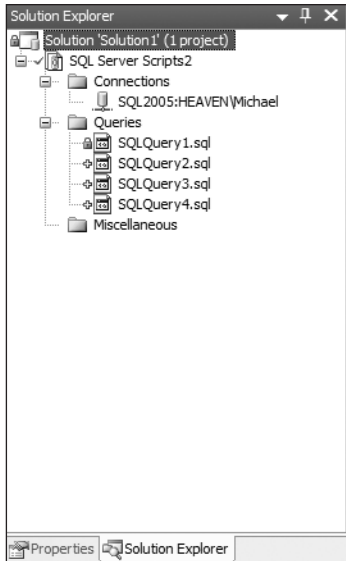 Solution Explorer
Solution 'Solution1' (1 project)
SQL Server Scripts2
Connections
SQL2005:HEAVEN\Michael
Queries
SQLQuery1.sql
SQLQuery2.sql
SQLQuery3.sql
SQLQuery4.sql
Miscellaneous
Properties Solution Explorer